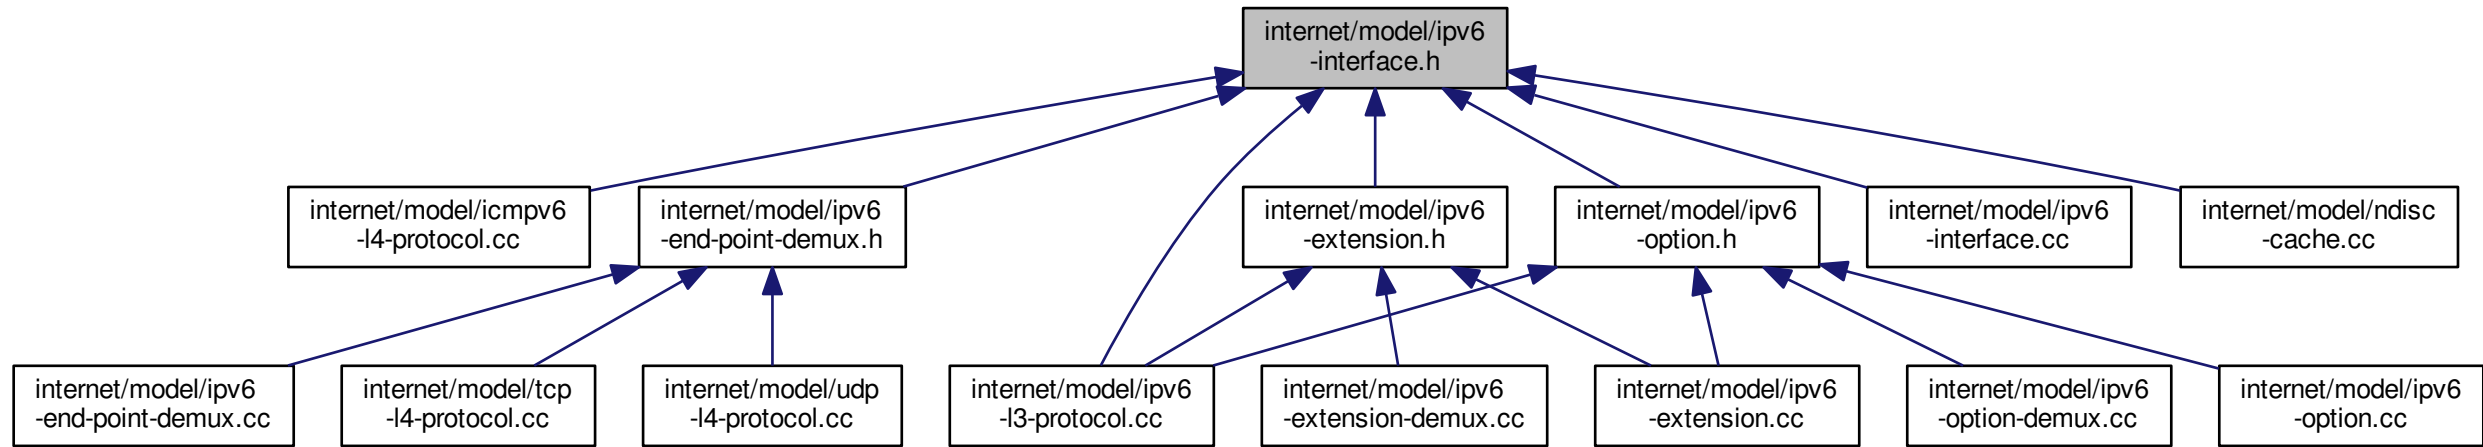 internet/model/ipv6
-interface.h
internet/model/icmpv6
-l4-protocol.cc
internet/model/ipv6
-end-point-demux.h
internet/model/ipv6
-extension.h
internet/model/ipv6
-option.h
internet/model/ipv6
-interface.cc
internet/model/ndisc
-cache.cc
internet/model/ipv6
-end-point-demux.cc
internet/model/tcp
-l4-protocol.cc
internet/model/udp
-l4-protocol.cc
internet/model/ipv6
-l3-protocol.cc
internet/model/ipv6
-extension-demux.cc
internet/model/ipv6
-extension.cc
internet/model/ipv6
-option-demux.cc
internet/model/ipv6
-option.cc